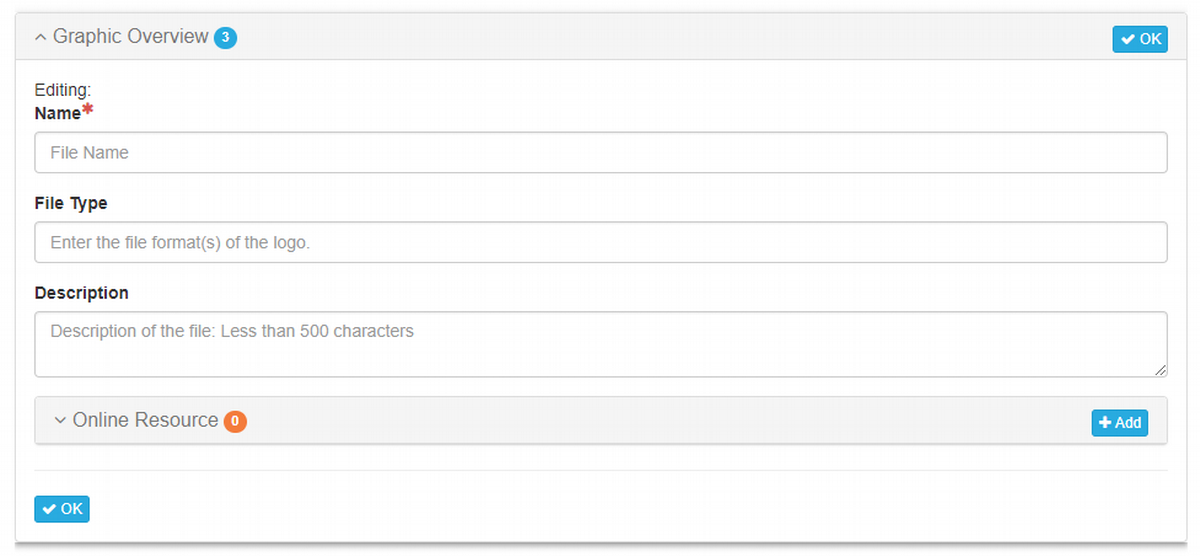 Graphic Overview 3
OK
Editing:
Name*
File Name
File Type
Enter the file format(s) of the logo.
Description
Description of the file: Less than 500 characters
Online Resource 0
Add
OK